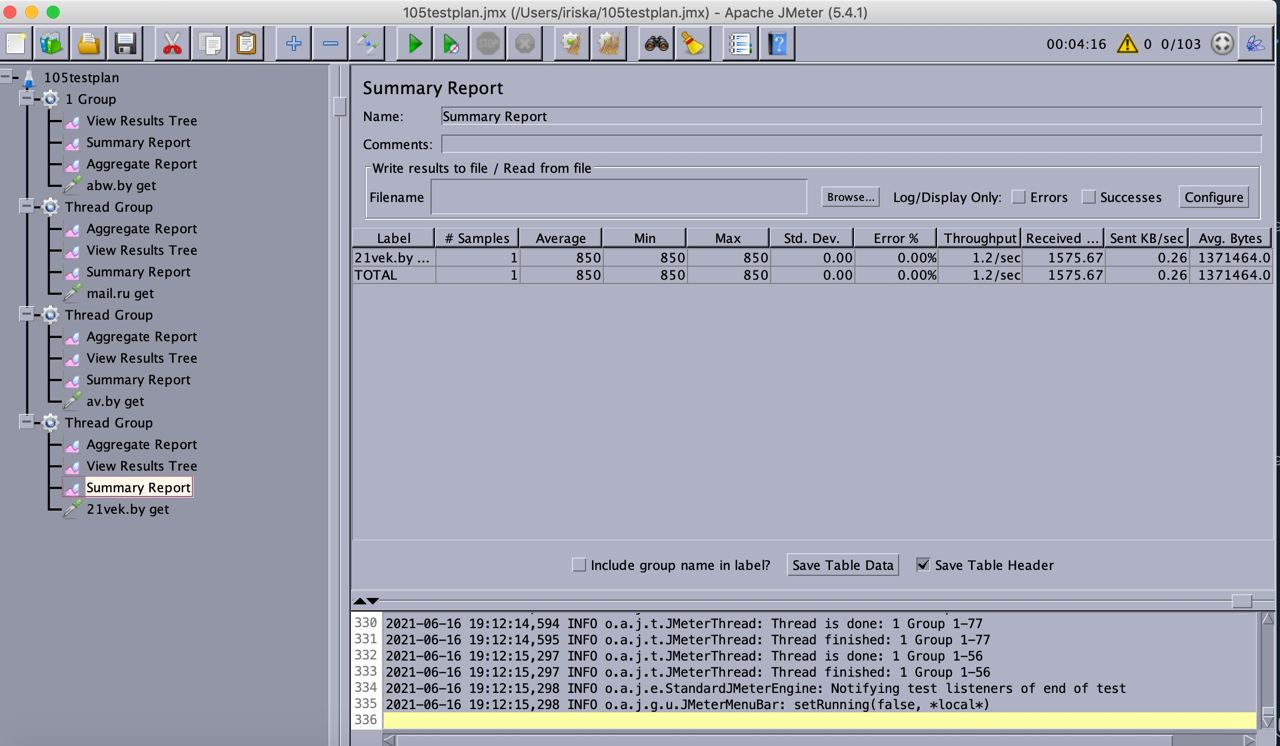 105testplan.jmx (/Users/iriska/105testplan.jmx) - Apache JMeter (5.4.1)
00:04:16 0 0/103
105testplan
1 Group
View Results Tree
Summary Report
Aggregate Report
abw.by get
Thread Group
Aggregate Report
View Results Tree
Summary Report
mail.ru get
Thread Group
Aggregate Report
View Results Tree
Summary Report
av.by get
Thread Group
Aggregate Report
View Results Tree
Summary Report
21vek.by get
Summary Report
Name: Summary Report
Comments:
Write results to file / Read from file
Filename Browse... Log/Display Only: Errors Successes Configure
Label # Samples Average Min Max Std. Dev. Error % Throughput Received ... Sent KB/sec Avg. Bytes
21vek.by ... 1 850 850 850 0.00 0.00% 1.2/sec 1575.67 0.26 1371464.0
TOTAL 1 850 850 850 0.00 0.00% 1.2/sec 1575.67 0.26 1371464.0
Include group name in label? Save Table Data Save Table Header
330 2021-06-16 19:12:14,594 INFO o.a.j.t.JMeterThread: Thread is done: 1 Group 1-77
331 2021-06-16 19:12:14,595 INFO o.a.j.t.JMeterThread: Thread finished: 1 Group 1-77
332 2021-06-16 19:12:15,297 INFO o.a.j.t.JMeterThread: Thread is done: 1 Group 1-56
333 2021-06-16 19:12:15,297 INFO o.a.j.t.JMeterThread: Thread finished: 1 Group 1-56
334 2021-06-16 19:12:15,298 INFO o.a.j.e.StandardJMeterEngine: Notifying test listeners of end of test
335 2021-06-16 19:12:15,298 INFO o.a.j.g.u.JMeterMenuBar: setRunning(false, *local*)
336